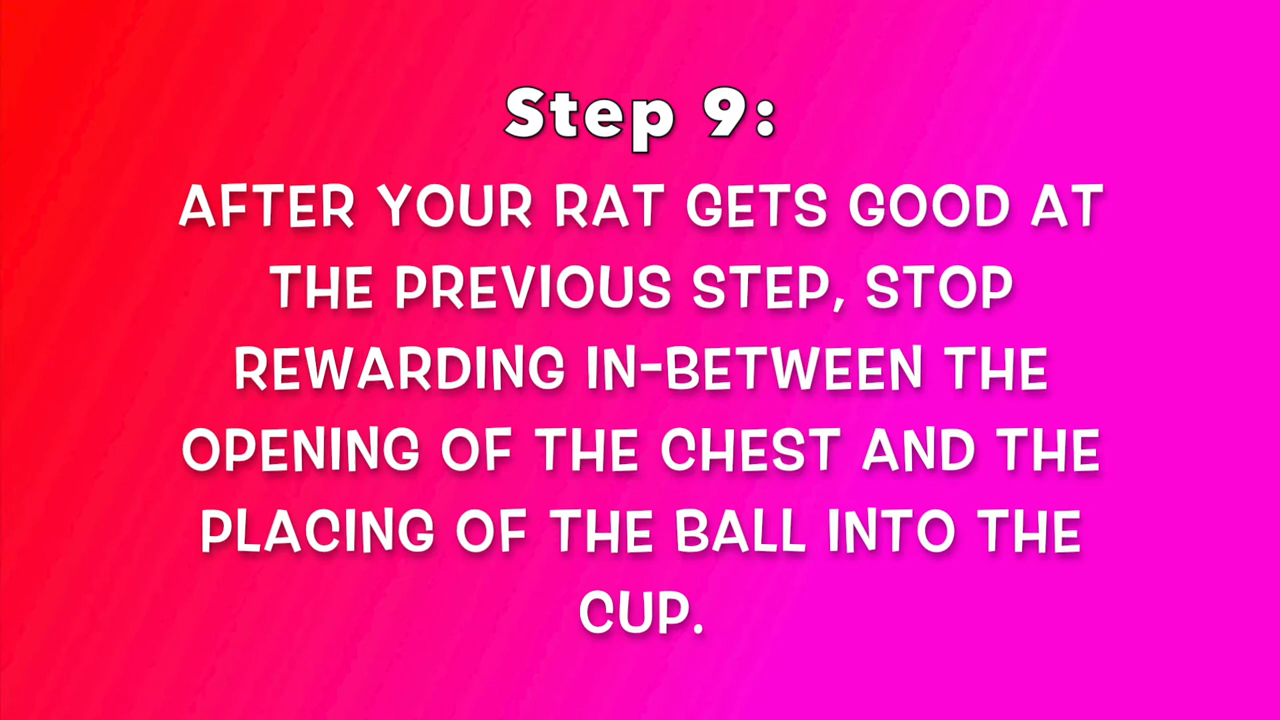 Step 9:
AFTER YOUR RAT GETS GOOD AT
THE PREVIOUS STEP, STOP
REWARDING IN-BETWEEN THE
OPENING OF THE CHEST AND THE
PLACING OF THE BALL INTO THE
CUP.